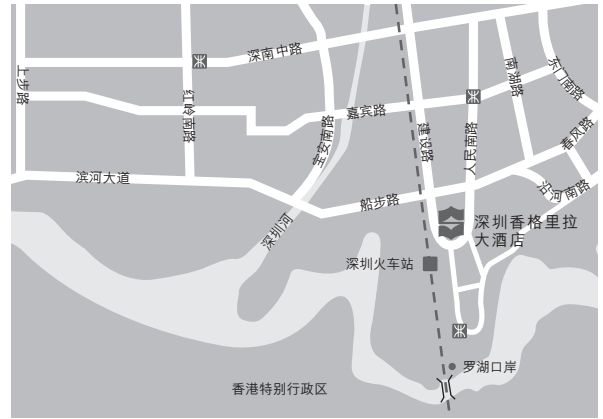 深南中路
上步路
红岭南路
嘉宾路
宝安南路
建设路
人民南路
南湖路
东门南路
春风路
沿河南路
滨河大道
船步路
深圳河
深圳香格里拉
大酒店
深圳火车站
罗湖口岸
香港特别行政区